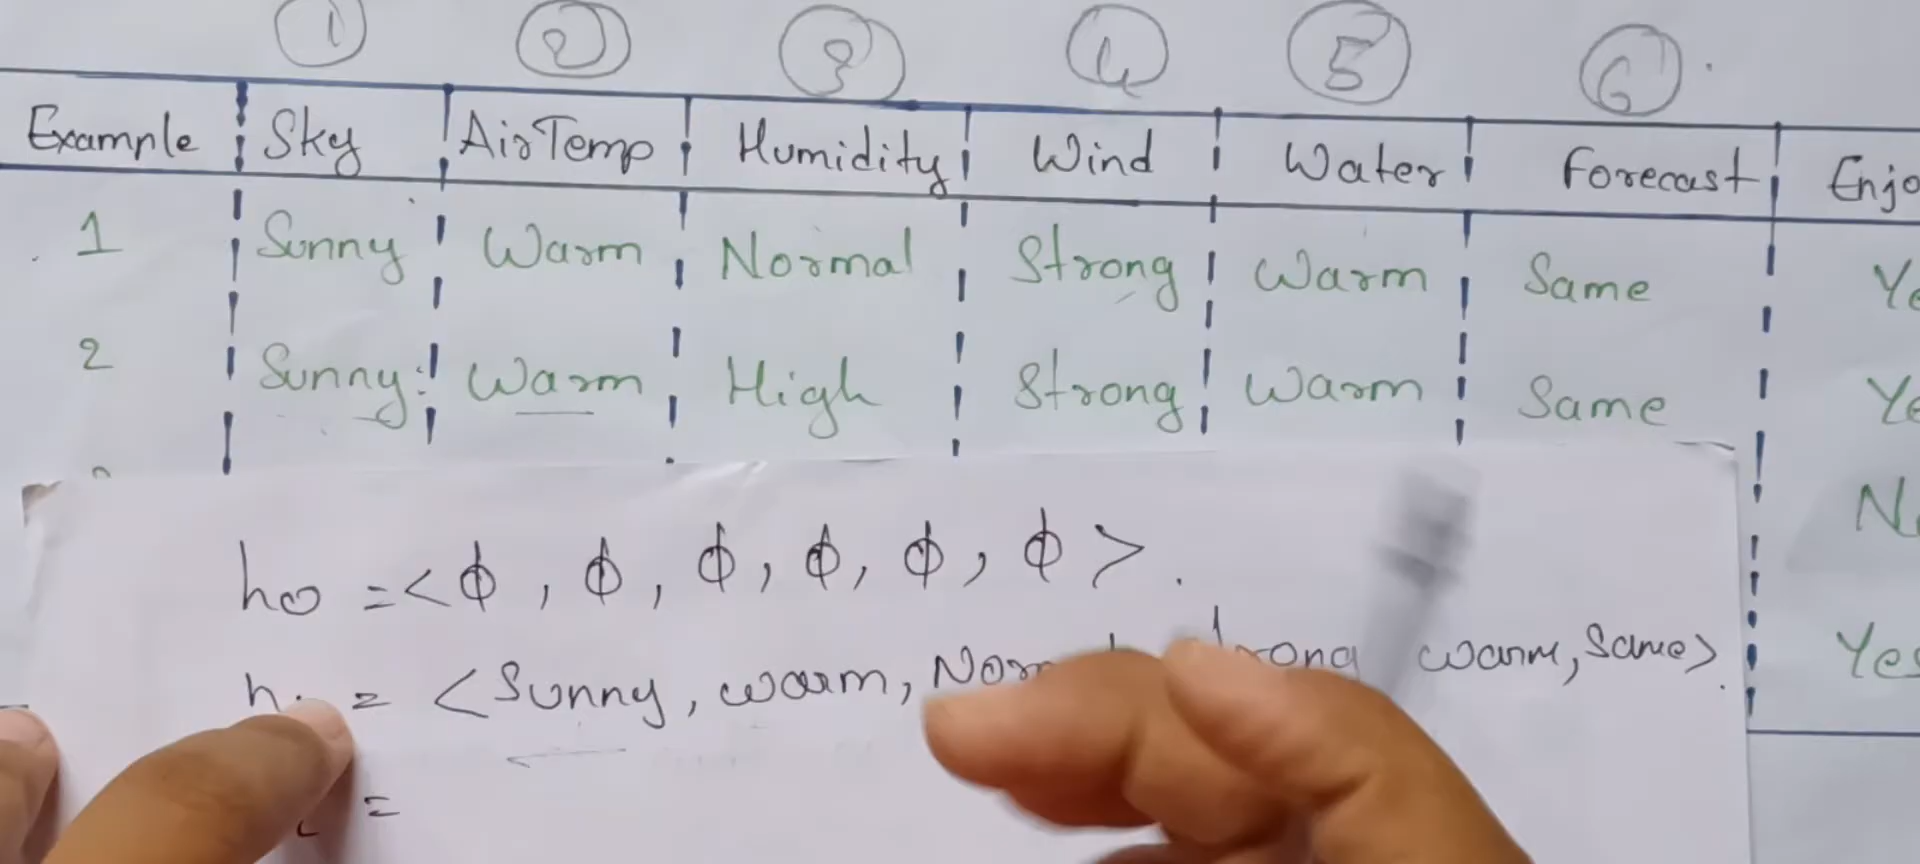 1 2 3 4 5 6
Example Sky AirTemp Humidity Wind Water Forecast
1 Sunny Warm Normal Strong Warm Same
2 Sunny Warm High Strong Warm Same
h0 = < ϕ , ϕ , ϕ , ϕ , ϕ , ϕ > .
= < Sunny , warm , warm , Same > .
=
Yes